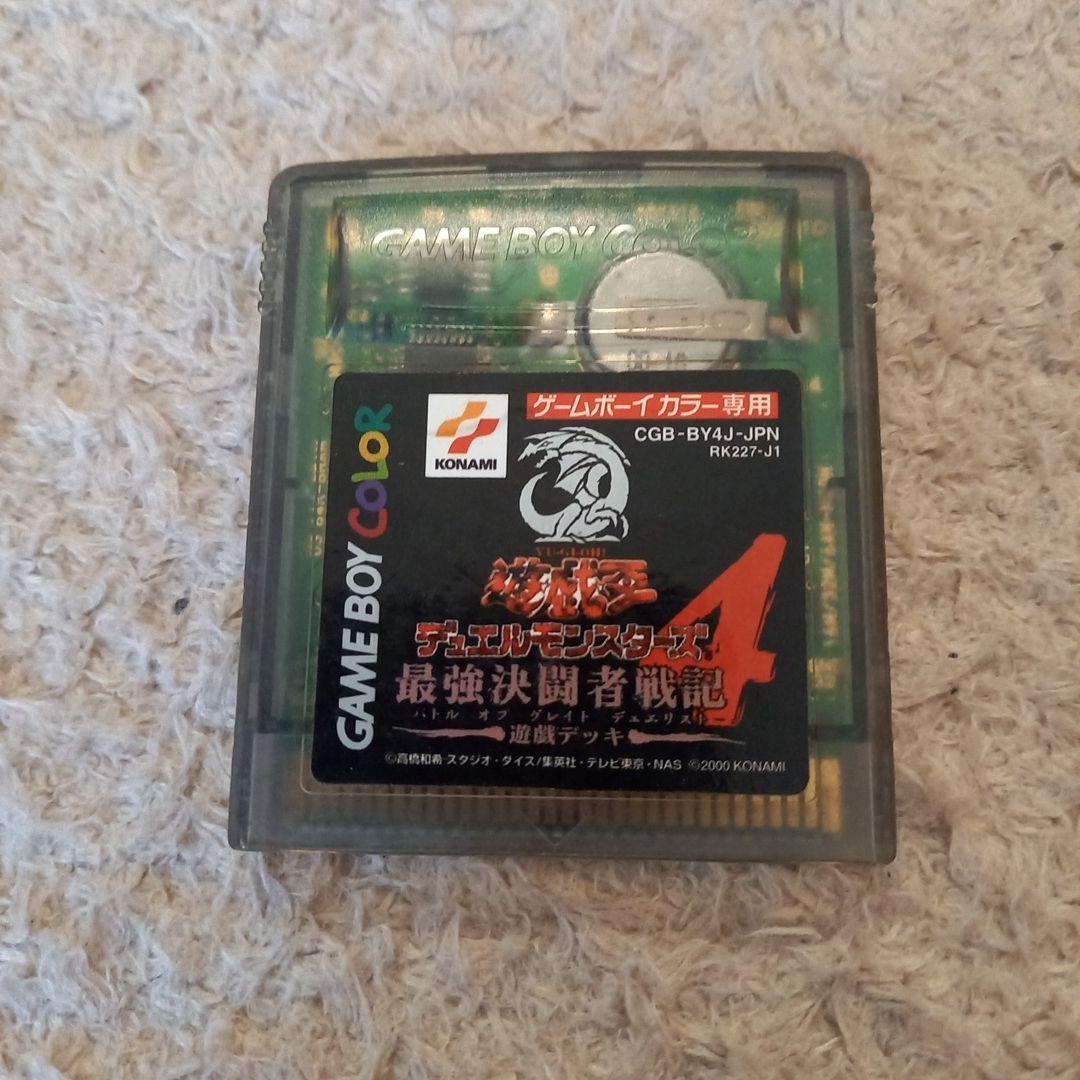 GAME BOY COLOR
ゲームボーイカラー専用
CGB-BY4J-JPN
RK227-J1
KONAMI
YU-GI-OH!
遊戯王
デュエルモンスターズ
4
最強決闘者戦記
バトル オブ グレイト デュエリスト
遊戯デッキ
©高橋和希 スタジオ・ダイス/集英社・テレビ東京・NAS ©2000 KONAMI
GAME BOY COLOR